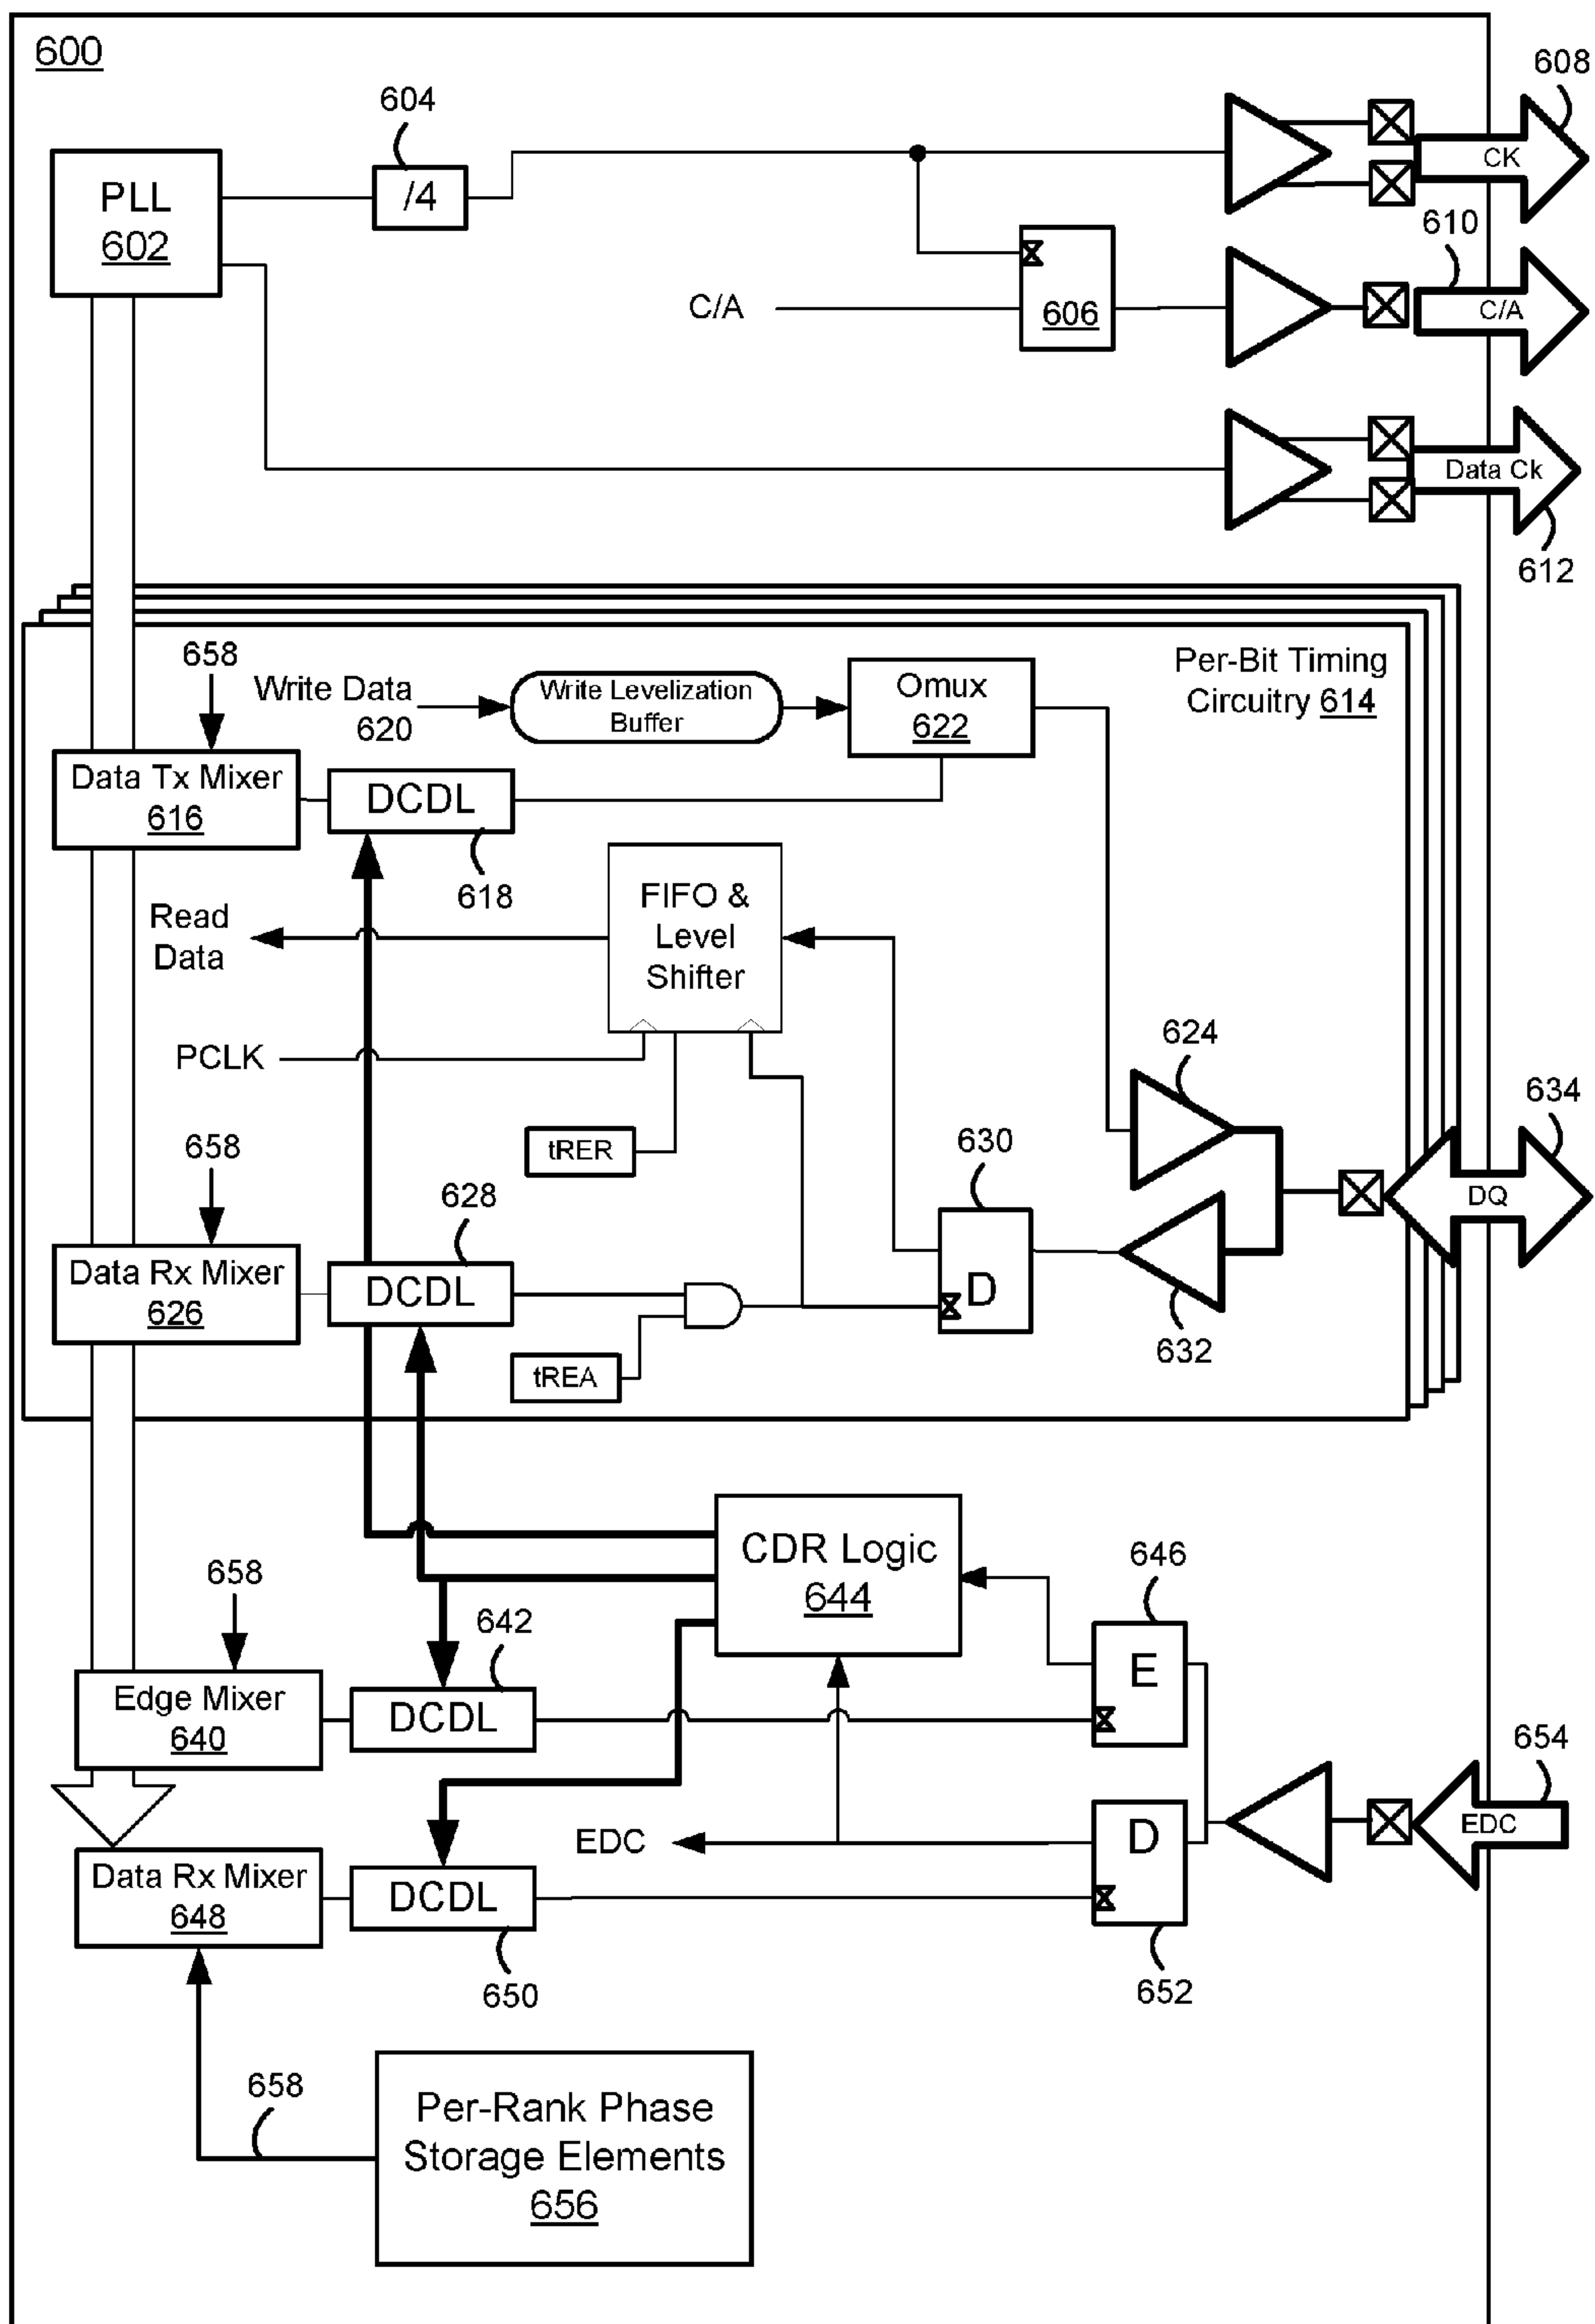 600
608
604
CK
PLL
602
/4
610
C/A
606
C/A
Data Ck
612
658
Write Data
620
Write Levelization
Buffer
Omux
622
Per-Bit Timing
Circuitry 614
Data Tx Mixer
616
DCDL
618
Read
Data
FIFO &
Level
Shifter
PCLK
624
634
tRER
630
658
628
DQ
Data Rx Mixer
626
DCDL
D
632
tREA
CDR Logic
644
646
658
642
E
Edge Mixer
640
DCDL
654
EDC
D
EDC
Data Rx Mixer
648
DCDL
650
652
658
Per-Rank Phase
Storage Elements
656